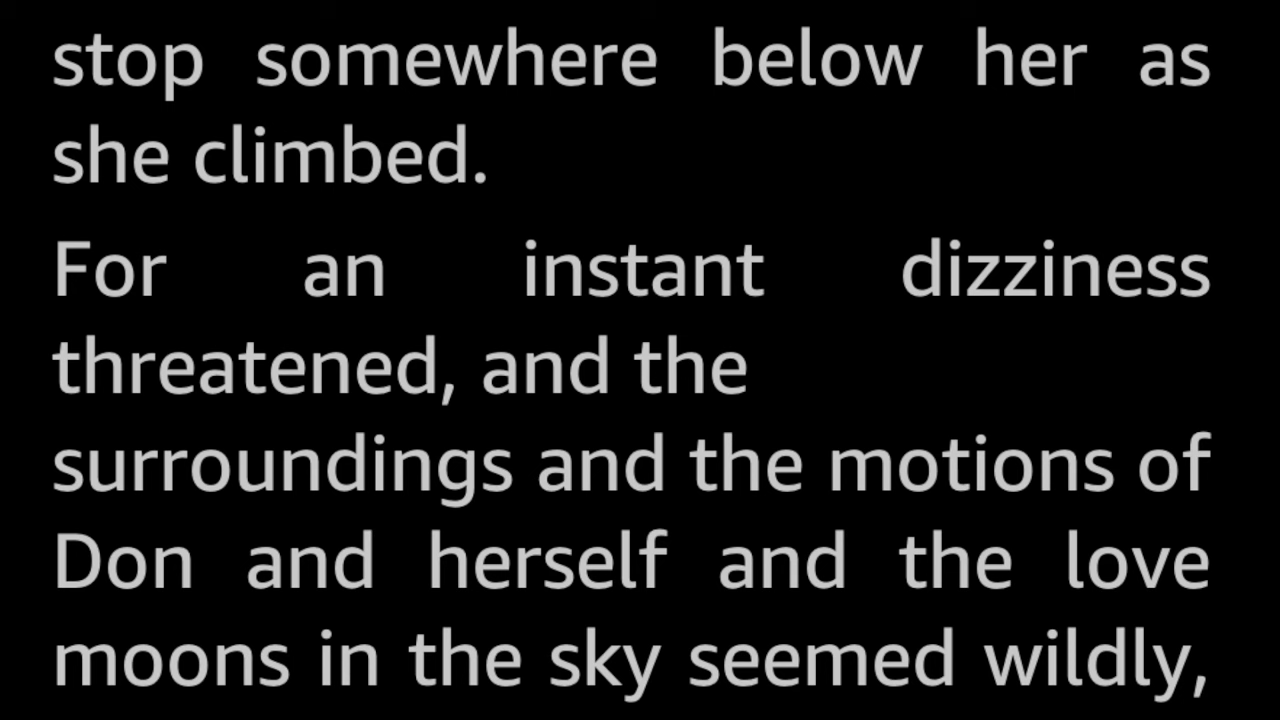 stop somewhere below her as
she climbed.
For an instant dizziness
threatened, and the
surroundings and the motions of
Don and herself and the love
moons in the sky seemed wildly,